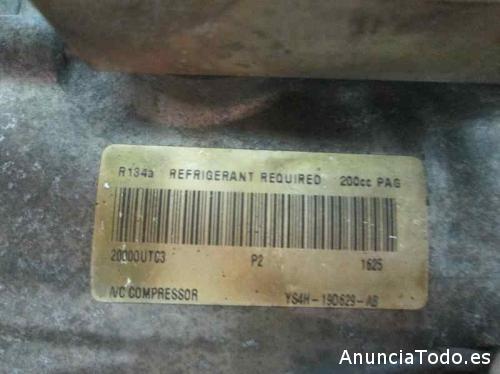 R134a REFRIGERANT REQUIRED 200cc PAG
20000UTC3 P2 1625
A/C COMPRESSOR YS4H-19D629-AB
AnunciaTodo.es